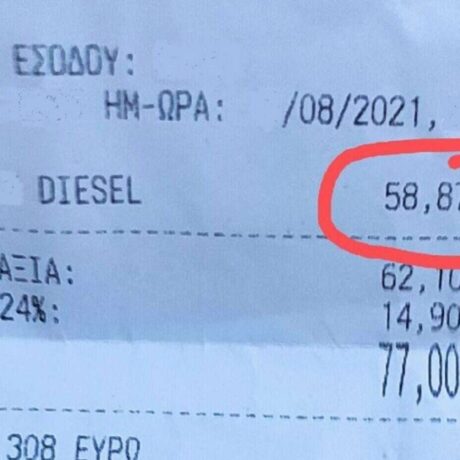 ΕΣΟΔΟΥ:
ΗΜ-ΩΡΑ: /08/2021,
DIESEL 58,87
ΑΞΙΑ: 62,10
24%: 14,90
77,00
308 ΕΥΡΩ